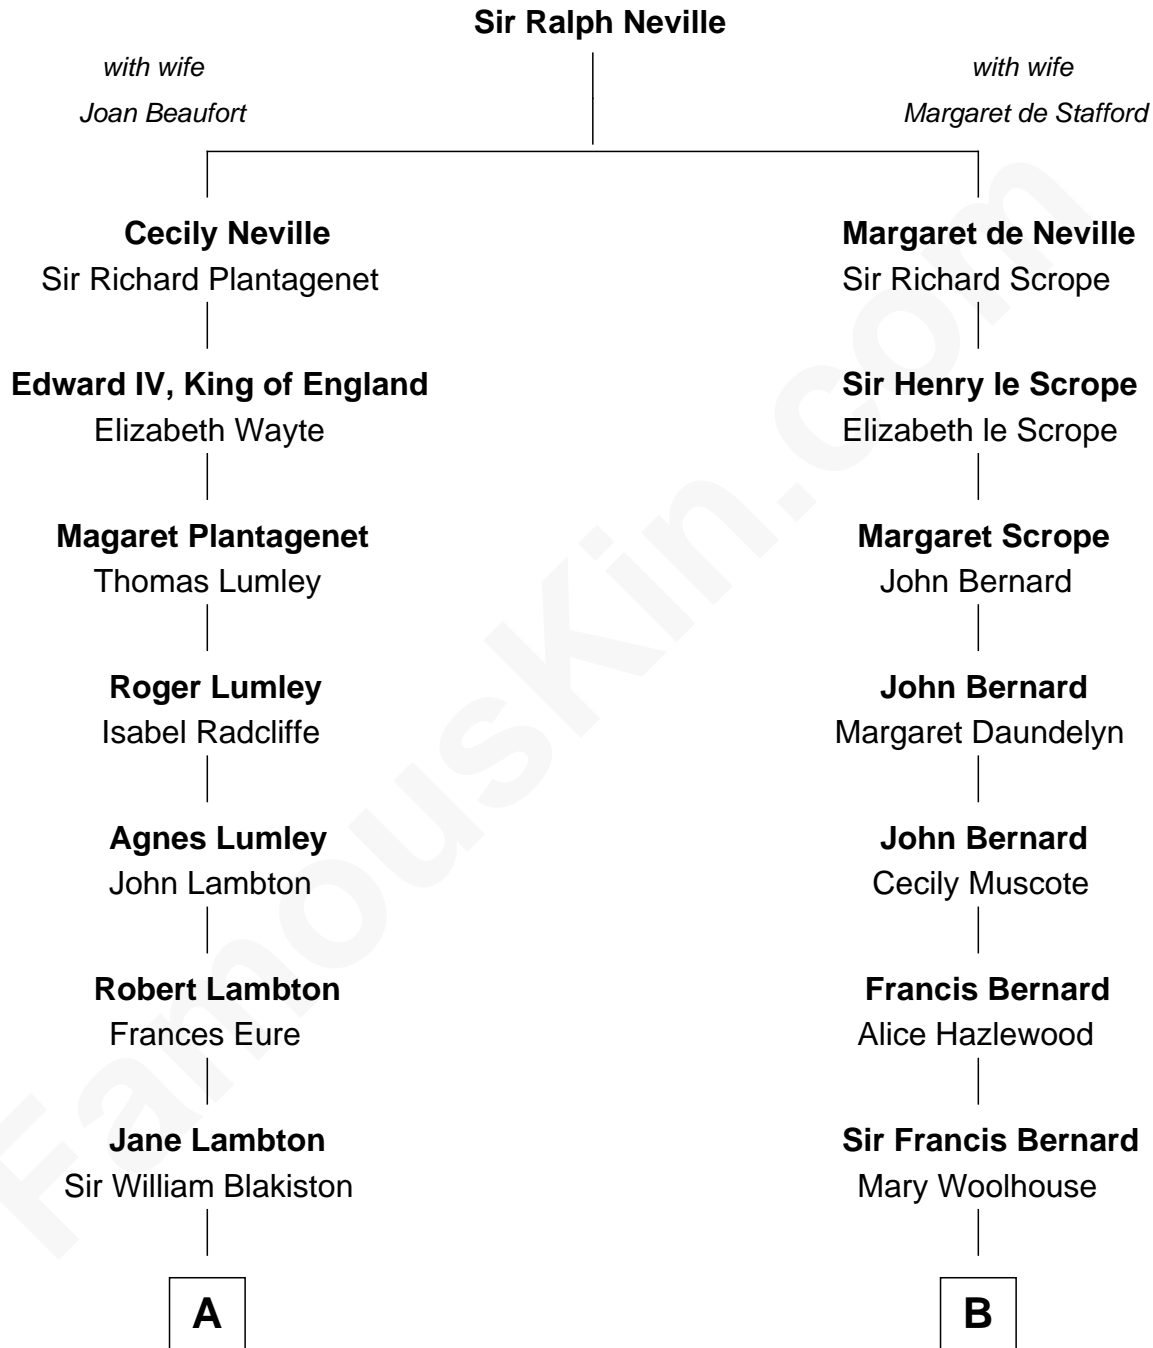 Sir Ralph Neville
with wife
Joan Beaufort
with wife
Margaret de Stafford
Cecily Neville
Sir Richard Plantagenet
Margaret de Neville
Sir Richard Scrope
Edward IV, King of England
Elizabeth Wayte
Sir Henry le Scrope
Elizabeth le Scrope
Magaret Plantagenet
Thomas Lumley
Margaret Scrope
John Bernard
Roger Lumley
Isabel Radcliffe
John Bernard
Margaret Daundelyn
Agnes Lumley
John Lambton
John Bernard
Cecily Muscote
Robert Lambton
Frances Eure
Francis Bernard
Alice Hazlewood
Jane Lambton
Sir William Blakiston
Sir Francis Bernard
Mary Woolhouse
A
B
FamousKin.com